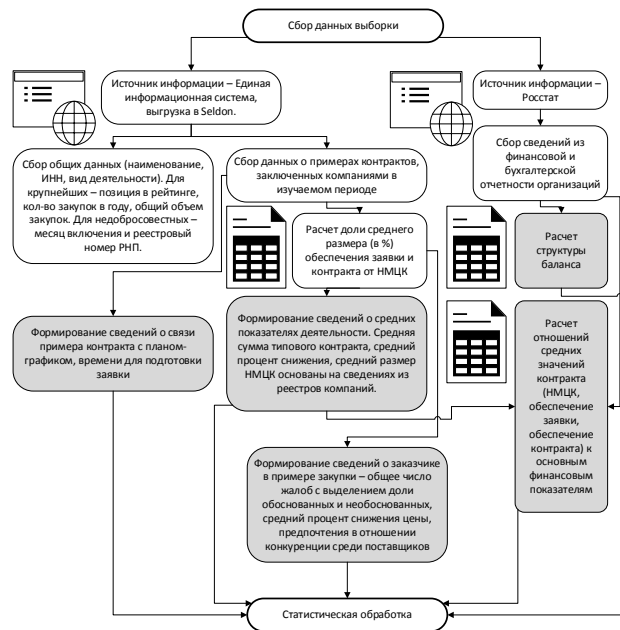 Сбор данных выборки
Источник информации – Единая
информационная система,
выгрузка в Seldon.
Источник информации –
Росстат
Сбор общих данных (наименование,
ИНН, вид деятельности). Для
крупнейших – позиция в рейтинге,
кол-во закупок в году, общий объем
закупок. Для недобросовестных –
месяц включения и реестровый
номер РНП.
Сбор данных о примерах контрактов,
заключенных компаниями в
изучаемом периоде
Сбор сведений из
финансовой и
бухгалтерской
отчетности организаций
Расчет доли среднего
размера (в %)
обеспечения заявки и
контракта от НМЦК
Расчет
структуры
баланса
Формирование сведений о связи
примера контракта с планом-
графиком, времени для подготовки
заявки
Формирование сведений о средних
показателях деятельности. Средняя
сумма типового контракта, средний
процент снижения, средний размер
НМЦК основаны на сведениях из
реестров компаний.
Расчет
отношений
средних
значений
контракта
(НМЦК,
обеспечение
заявки,
обеспечение
контракта) к
основным
финансовым
показателям
Формирование сведений о заказчике
в примере закупки – общее число
жалоб с выделением доли
обоснованных и необоснованных,
средний процент снижения цены,
предпочтения в отношении
конкуренции среди поставщиков
Статистическая обработка